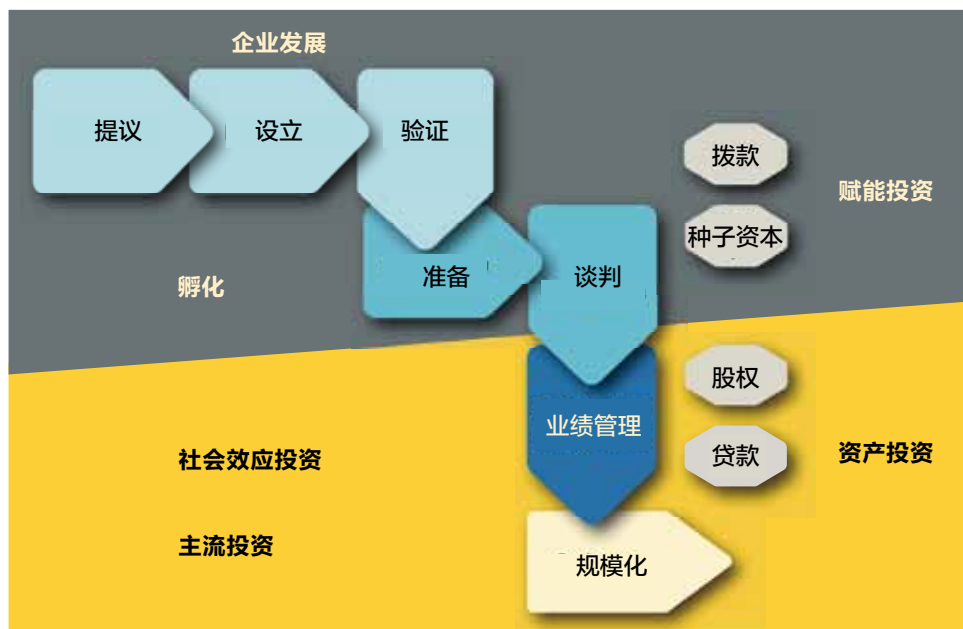 企业发展
提议
设立
验证
拨款
赋能投资
种子资本
孵化
准备
谈判
股权
业绩管理
社会效应投资
贷款
资产投资
主流投资
规模化